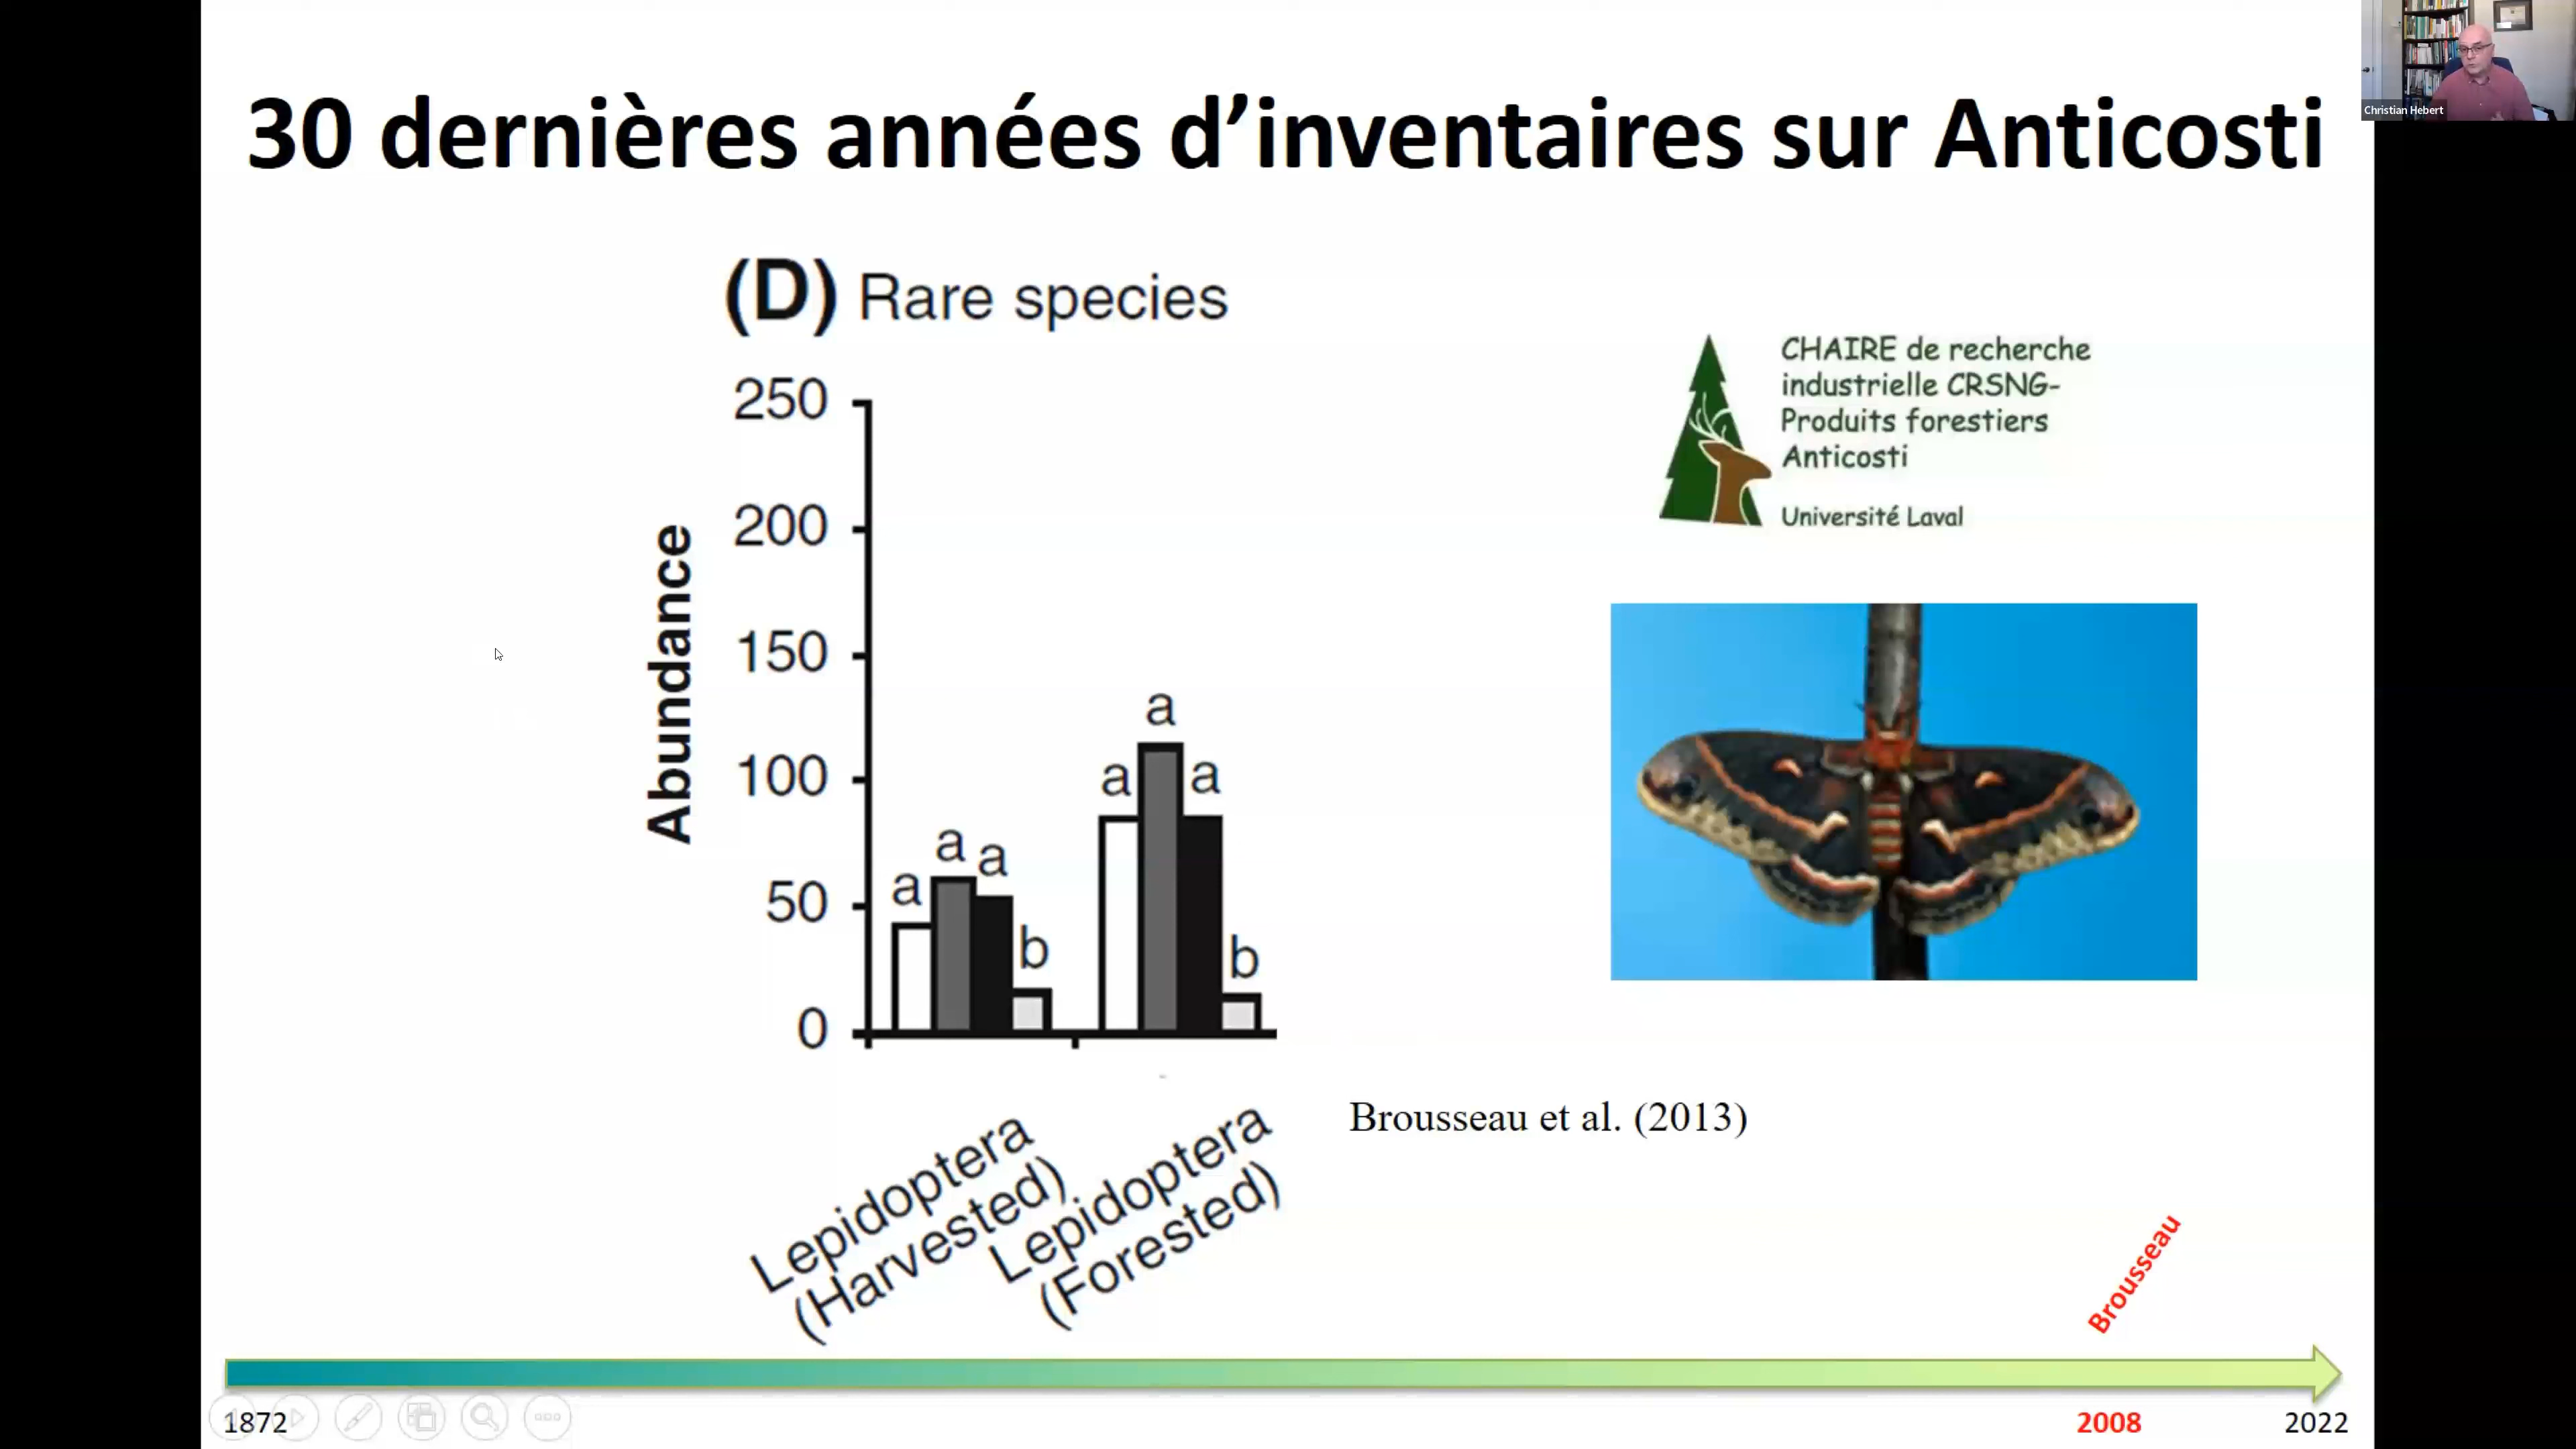 30 dernières années d’inventaires sur Anticosti
Christian Hebert
(D) Rare species
Abundance
250
200
150
100
50
0
a
a
a
b
a
a
a
b
Lepidoptera
(Harvested)
Lepidoptera
(Forested)
CHAIRE de recherche
industrielle CRSNG-
Produits forestiers
Anticosti
Université Laval
Brousseau et al. (2013)
Brousseau
1872
2008
2022